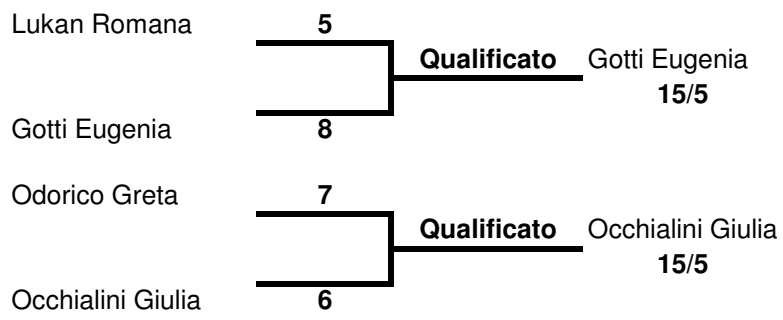 Lukan Romana 5
Qualificato Gotti Eugenia
15/5
Gotti Eugenia 8
Odorico Greta 7
Qualificato Occhialini Giulia
15/5
Occhialini Giulia 6